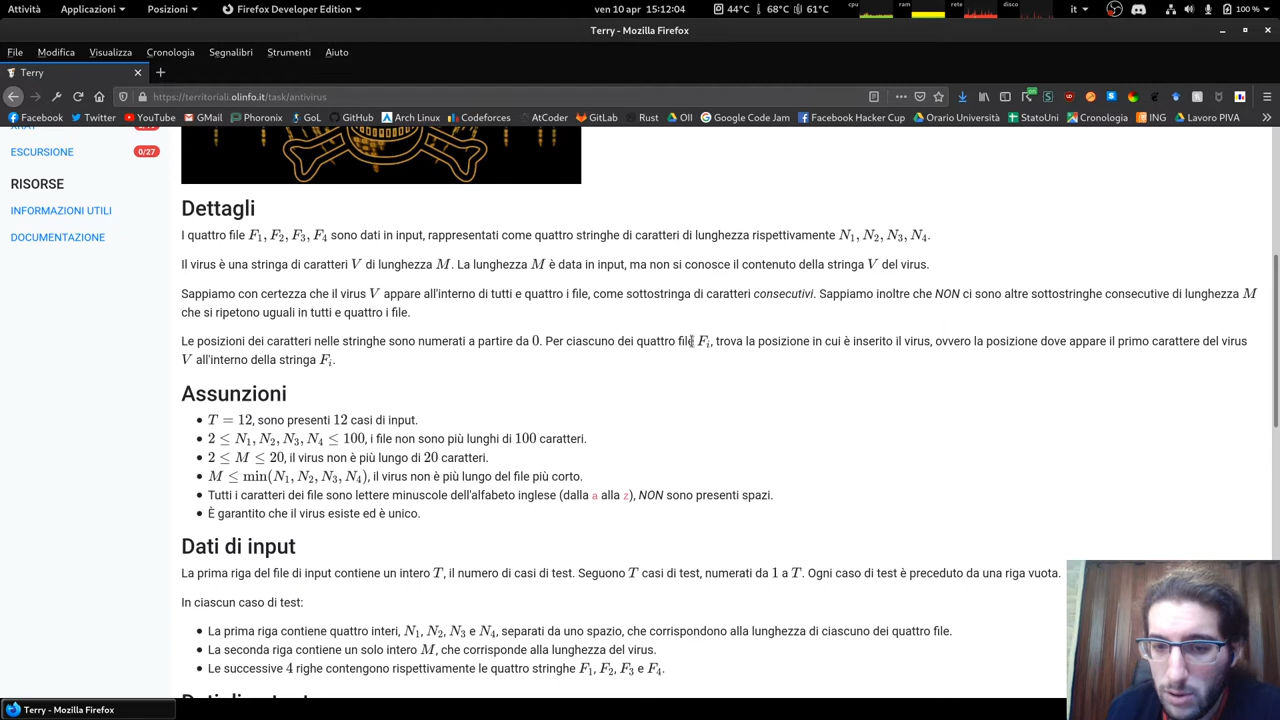 Attività Applicazioni Posizioni Firefox Developer Edition ven 10 apr 15:12:04 44°C 68°C 61°C cpu ram rete disco it 100 %
Terry - Mozilla Firefox
File Modifica Visualizza Cronologia Segnalibri Strumenti Aiuto
Terry
https://territoriali.olinfo.it/task/antivirus
Facebook Twitter YouTube GMail Phoronix GoL GitHub Arch Linux Codeforces AtCoder GitLab Rust OII Google Code Jam Facebook Hacker Cup Orario Università StatoUni Cronologia ING Lavoro PIVA
ESCURSIONE 0/27
RISORSE
INFORMAZIONI UTILI
DOCUMENTAZIONE
Dettagli
I quattro file F1, F2, F3, F4 sono dati in input, rappresentati come quattro stringhe di caratteri di lunghezza rispettivamente N1, N2, N3, N4.
Il virus è una stringa di caratteri V di lunghezza M. La lunghezza M è data in input, ma non si conosce il contenuto della stringa V del virus.
Sappiamo con certezza che il virus V appare all'interno di tutti e quattro i file, come sottostringa di caratteri consecutivi. Sappiamo inoltre che NON ci sono altre sottostringhe consecutive di lunghezza M
che si ripetono uguali in tutti e quattro i file.
Le posizioni dei caratteri nelle stringhe sono numerati a partire da 0. Per ciascuno dei quattro file Fi, trova la posizione in cui è inserito il virus, ovvero la posizione dove appare il primo carattere del virus
V all'interno della stringa Fi.
Assunzioni
• T = 12, sono presenti 12 casi di input.
• 2 ≤ N1, N2, N3, N4 ≤ 100, i file non sono più lunghi di 100 caratteri.
• 2 ≤ M ≤ 20, il virus non è più lungo di 20 caratteri.
• M ≤ min(N1, N2, N3, N4), il virus non è più lungo del file più corto.
• Tutti i caratteri dei file sono lettere minuscole dell'alfabeto inglese (dalla a alla z), NON sono presenti spazi.
• È garantito che il virus esiste ed è unico.
Dati di input
La prima riga del file di input contiene un intero T, il numero di casi di test. Seguono T casi di test, numerati da 1 a T. Ogni caso di test è preceduto da una riga vuota.
In ciascun caso di test:
• La prima riga contiene quattro interi, N1, N2, N3 e N4, separati da uno spazio, che corrispondono alla lunghezza di ciascuno dei quattro file.
• La seconda riga contiene un solo intero M, che corrisponde alla lunghezza del virus.
• Le successive 4 righe contengono rispettivamente le quattro stringhe F1, F2, F3 e F4.
Terry - Mozilla Firefox